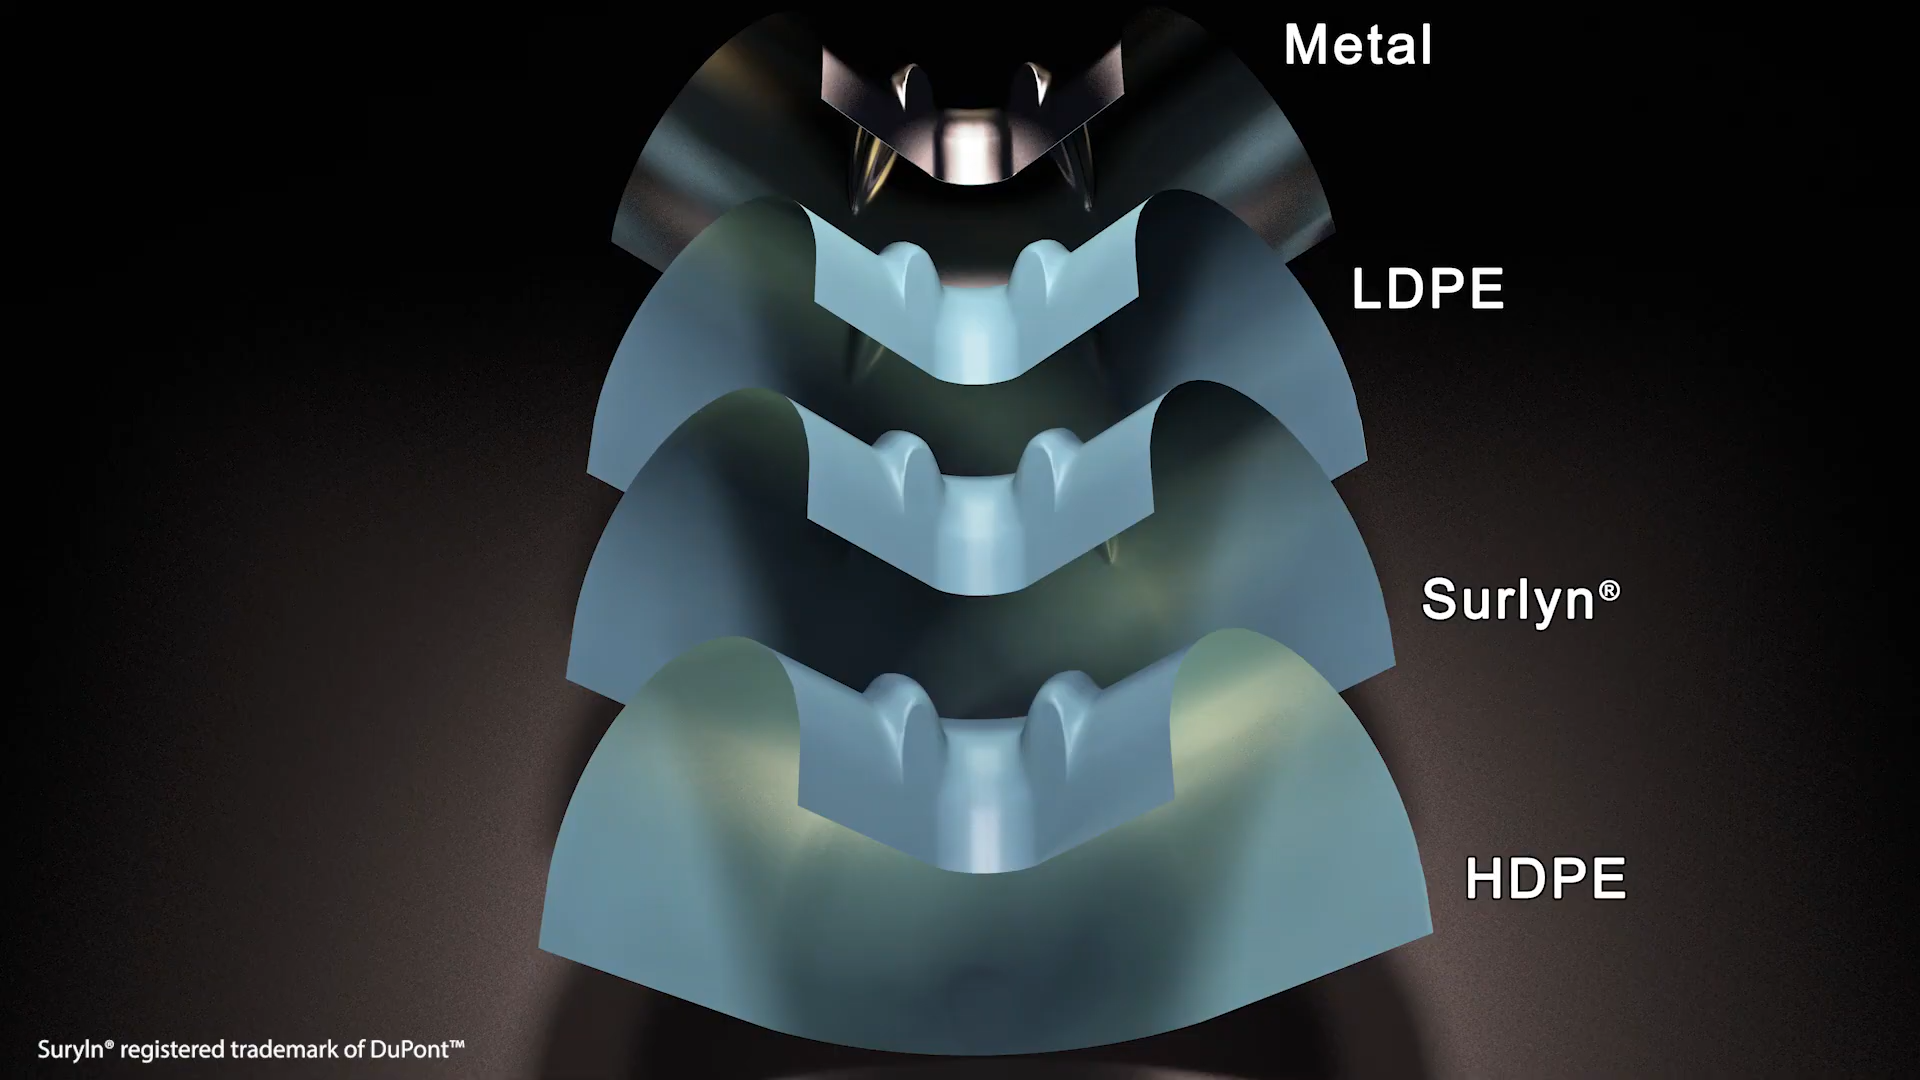 Metal
LDPE
Surlyn®
HDPE
Suryln® registered trademark of DuPont™